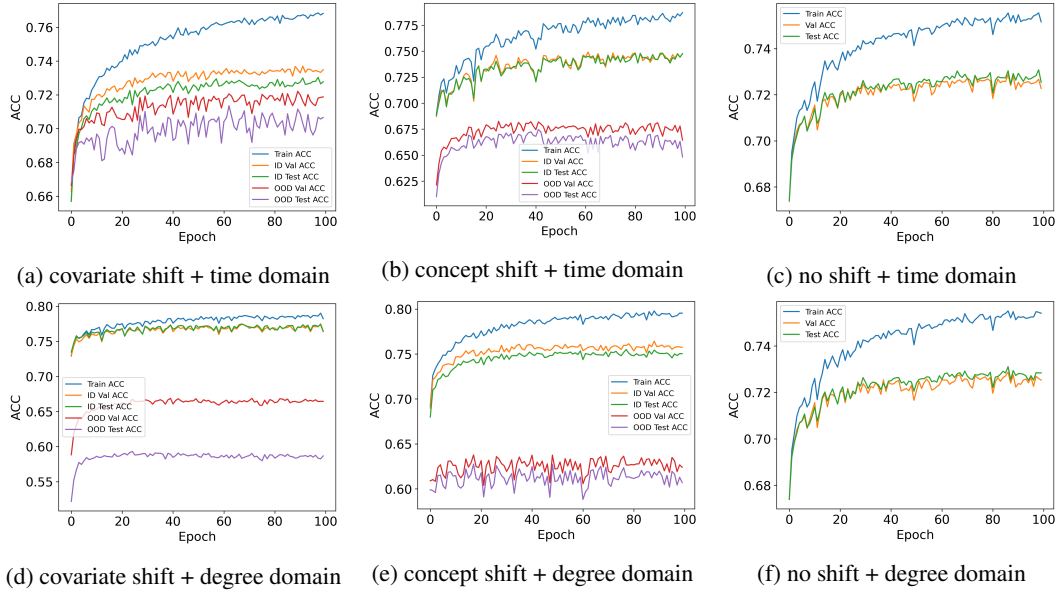 0.76
0.74
0.72
0.70
0.68
0.66
ACC
0 20 40 60 80 100
Epoch
Train ACC
ID Val ACC
ID Test ACC
OOD Val ACC
OOD Test ACC
(a) covariate shift + time domain
0.775
0.750
0.725
0.700
0.675
0.650
0.625
ACC
0 20 40 60 80 100
Epoch
Train ACC
ID Val ACC
ID Test ACC
OOD Val ACC
OOD Test ACC
(b) concept shift + time domain
0.74
0.72
0.70
0.68
ACC
0 20 40 60 80 100
Epoch
Train ACC
Val ACC
Test ACC
(c) no shift + time domain
0.80
0.75
0.70
0.65
0.60
0.55
ACC
0 20 40 60 80 100
Epoch
Train ACC
ID Val ACC
ID Test ACC
OOD Val ACC
OOD Test ACC
(d) covariate shift + degree domain
0.80
0.75
0.70
0.65
0.60
ACC
0 20 40 60 80 100
Epoch
Train ACC
ID Val ACC
ID Test ACC
OOD Val ACC
OOD Test ACC
(e) concept shift + degree domain
0.74
0.72
0.70
0.68
ACC
0 20 40 60 80 100
Epoch
Train ACC
Val ACC
Test ACC
(f) no shift + degree domain